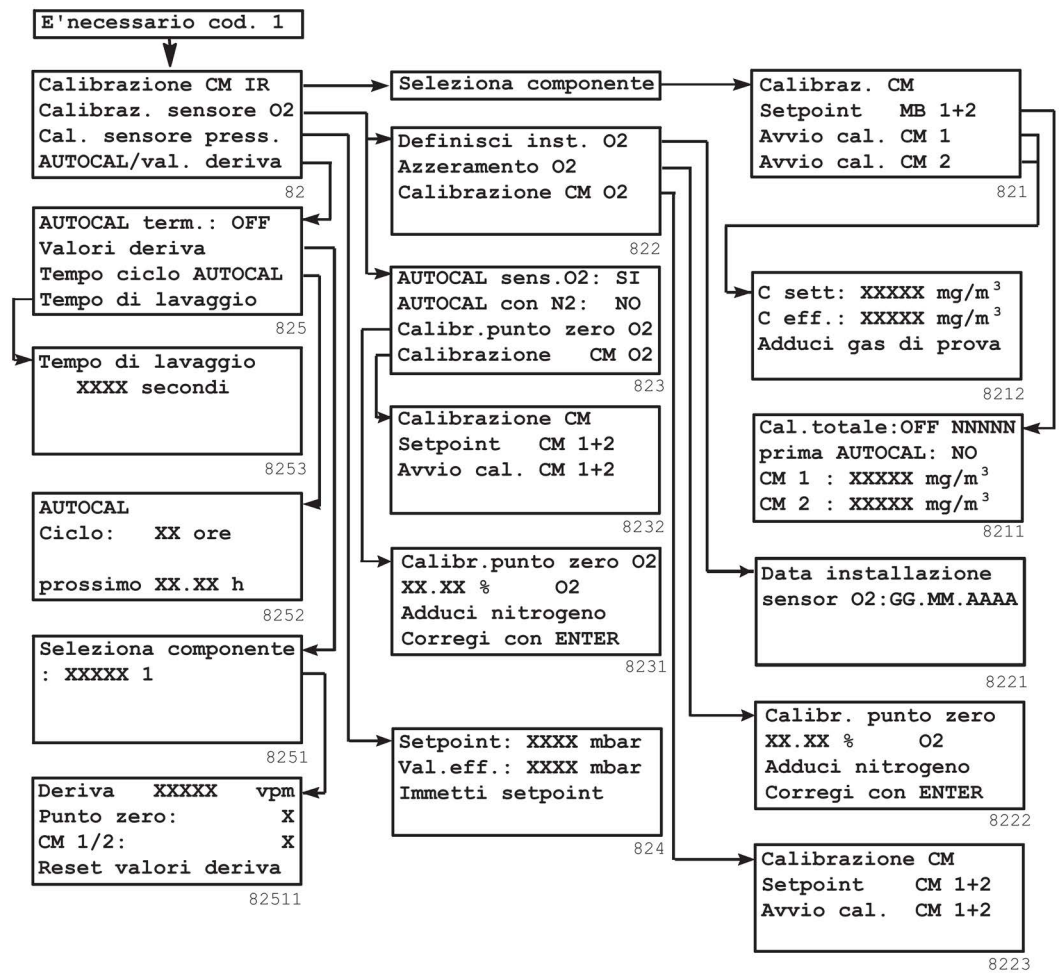 E'necessario cod. 1
Calibrazione CM IR
Calibraz. sensore O2
Cal. sensore press.
AUTOCAL/val. deriva
82
AUTOCAL term.: OFF
Valori deriva
Tempo ciclo AUTOCAL
Tempo di lavaggio
825
Tempo di lavaggio
XXXX secondi
8253
AUTOCAL
Ciclo: XX ore
prossimo XX.XX h
8252
Seleziona componente
: XXXXX 1
8251
Deriva XXXXX vpm
Punto zero: X
CM 1/2: X
Reset valori deriva
82511
Seleziona componente
Definisci inst. O2
Azzeramento O2
Calibrazione CM O2
822
AUTOCAL sens.O2: SI
AUTOCAL con N2: NO
Calibr.punto zero O2
Calibrazione CM O2
823
Calibrazione CM
Setpoint CM 1+2
Avvio cal. CM 1+2
8232
Calibr.punto zero O2
XX.XX % O2
Adduci nitrogeno
Corregi con ENTER
8231
Setpoint: XXXX mbar
Val.eff.: XXXX mbar
Immetti setpoint
824
Calibraz. CM
Setpoint MB 1+2
Avvio cal. CM 1
Avvio cal. CM 2
821
C sett: XXXXX mg/m³
C eff.: XXXXX mg/m³
Adduci gas di prova
8212
Cal.totale:OFF NNNNN
prima AUTOCAL: NO
CM 1 : XXXXX mg/m³
CM 2 : XXXXX mg/m³
8211
Data installazione
sensor O2:GG.MM.AAAA
8221
Calibr. punto zero
XX.XX % O2
Adduci nitrogeno
Corregi con ENTER
8222
Calibrazione CM
Setpoint CM 1+2
Avvio cal. CM 1+2
8223